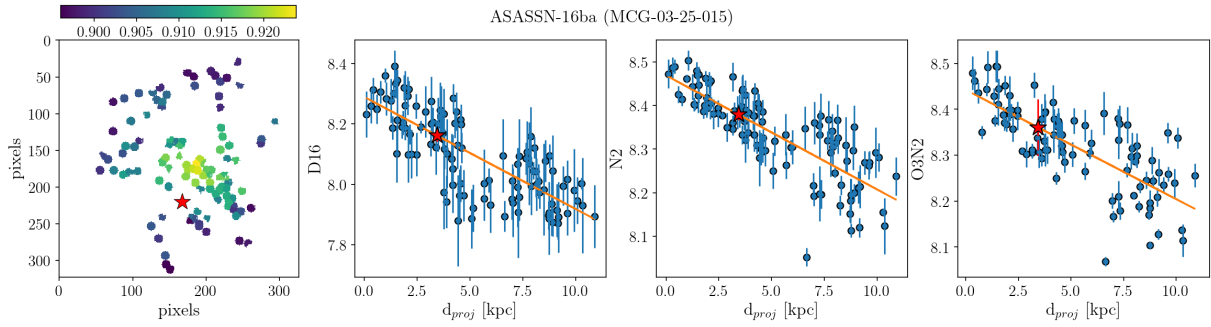 ASASSN-16ba (MCG-03-25-015)
0.900 0.905 0.910 0.915 0.920
0
50
100
150
200
250
300
pixels
0 100 200 300
pixels
8.4
8.2
8.0
7.8
D16
0.0 2.5 5.0 7.5 10.0
dproj [kpc]
8.5
8.4
8.3
8.2
8.1
N2
0.0 2.5 5.0 7.5 10.0
dproj [kpc]
8.5
8.4
8.3
8.2
8.1
O3N2
0.0 2.5 5.0 7.5 10.0
dproj [kpc]